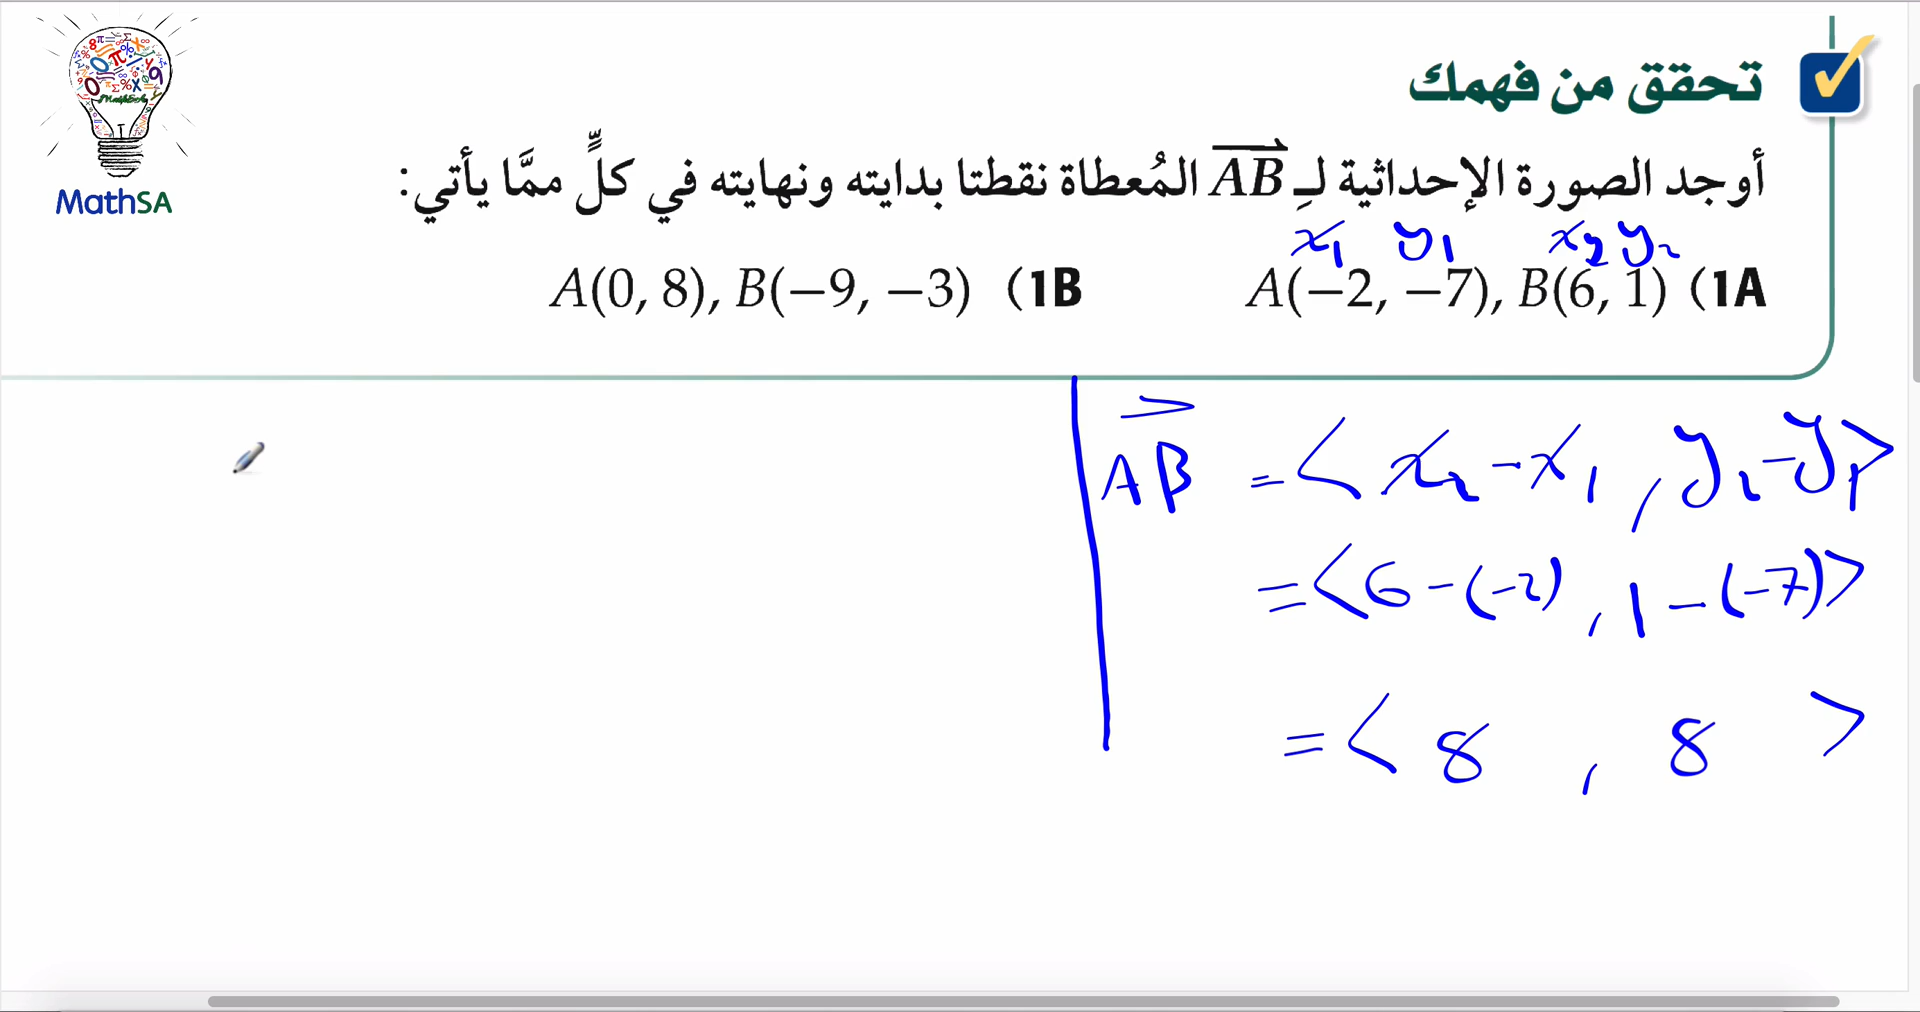 MathSA
تحقق من فهمك
أوجد الصورة الإحداثية لـ AB المُعطاة نقطتا بدايته ونهايته في كلٍّ ممَّا يأتي:
x1 y1 x2 y2
1A) A(−2, −7), B(6, 1)
1B) A(0, 8), B(−9, −3)
AB = < x2 - x1 , y2 - y1 >
= < 6 - (-2) , 1 - (-7) >
= < 8 , 8 >